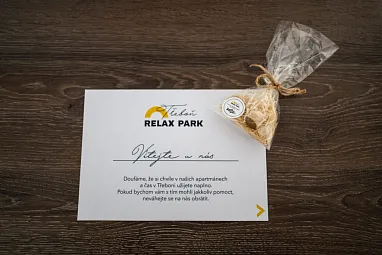 Třeboň
RELAX PARK
Vítejte u nás
Doufáme, že si chvíle v našich apartmánech
a čas v Třeboni užijete naplno.
Pokud bychom vám s tím mohli jakkoliv pomoct,
neváhejte se na nás obrátit.